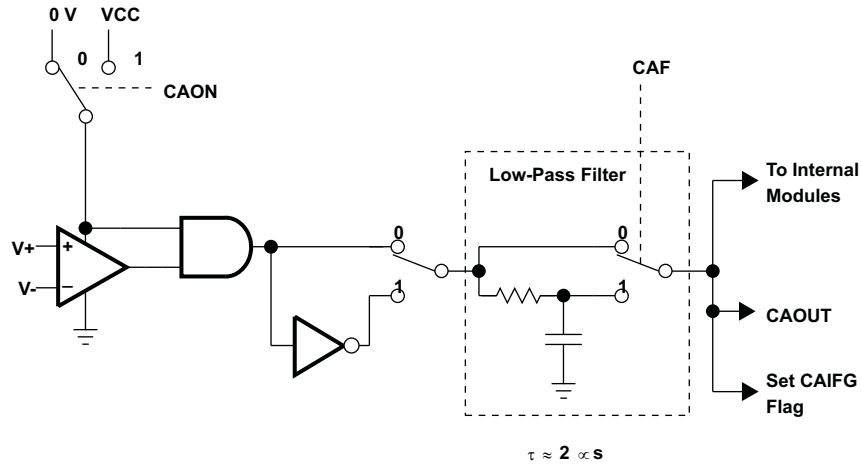 0 V VCC
0 1
CAON
CAF
Low-Pass Filter
To Internal
Modules
V+
+
V-
−
0
1
0
1
CAOUT
Set CAIFG
Flag
τ ≈ 2 ∝s